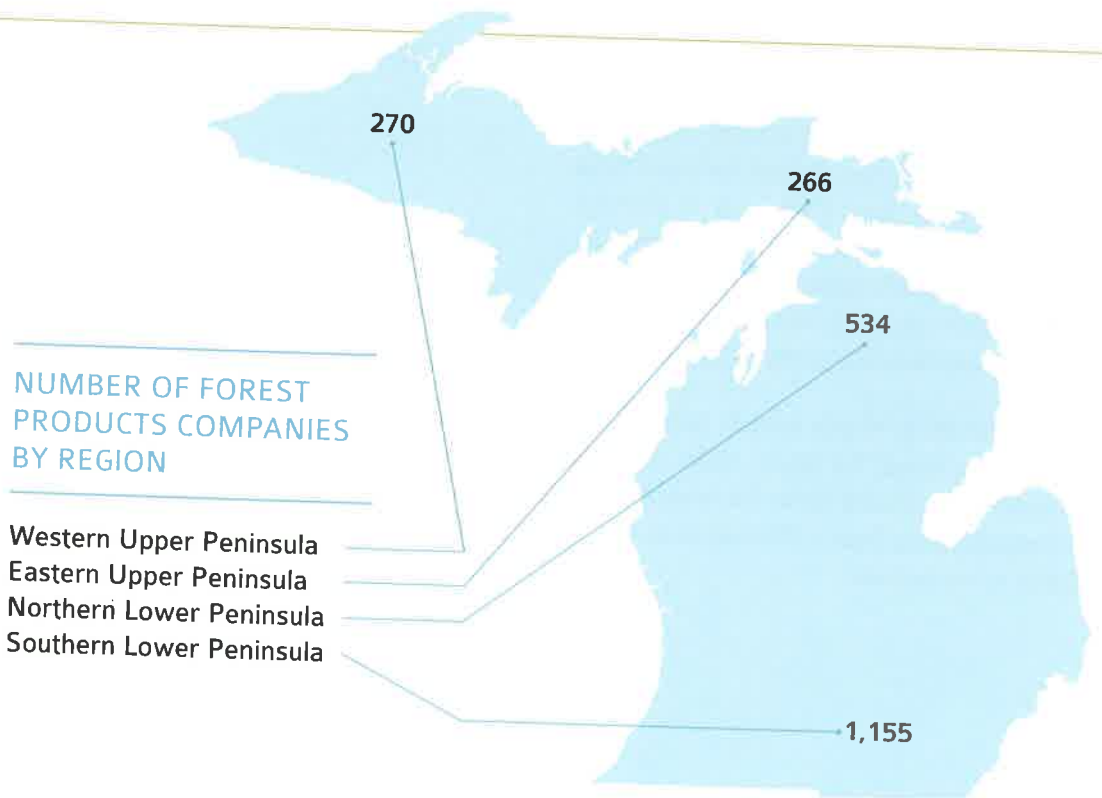 270
266
534
NUMBER OF FOREST
PRODUCTS COMPANIES
BY REGION
Western Upper Peninsula
Eastern Upper Peninsula
Northern Lower Peninsula
Southern Lower Peninsula
1,155